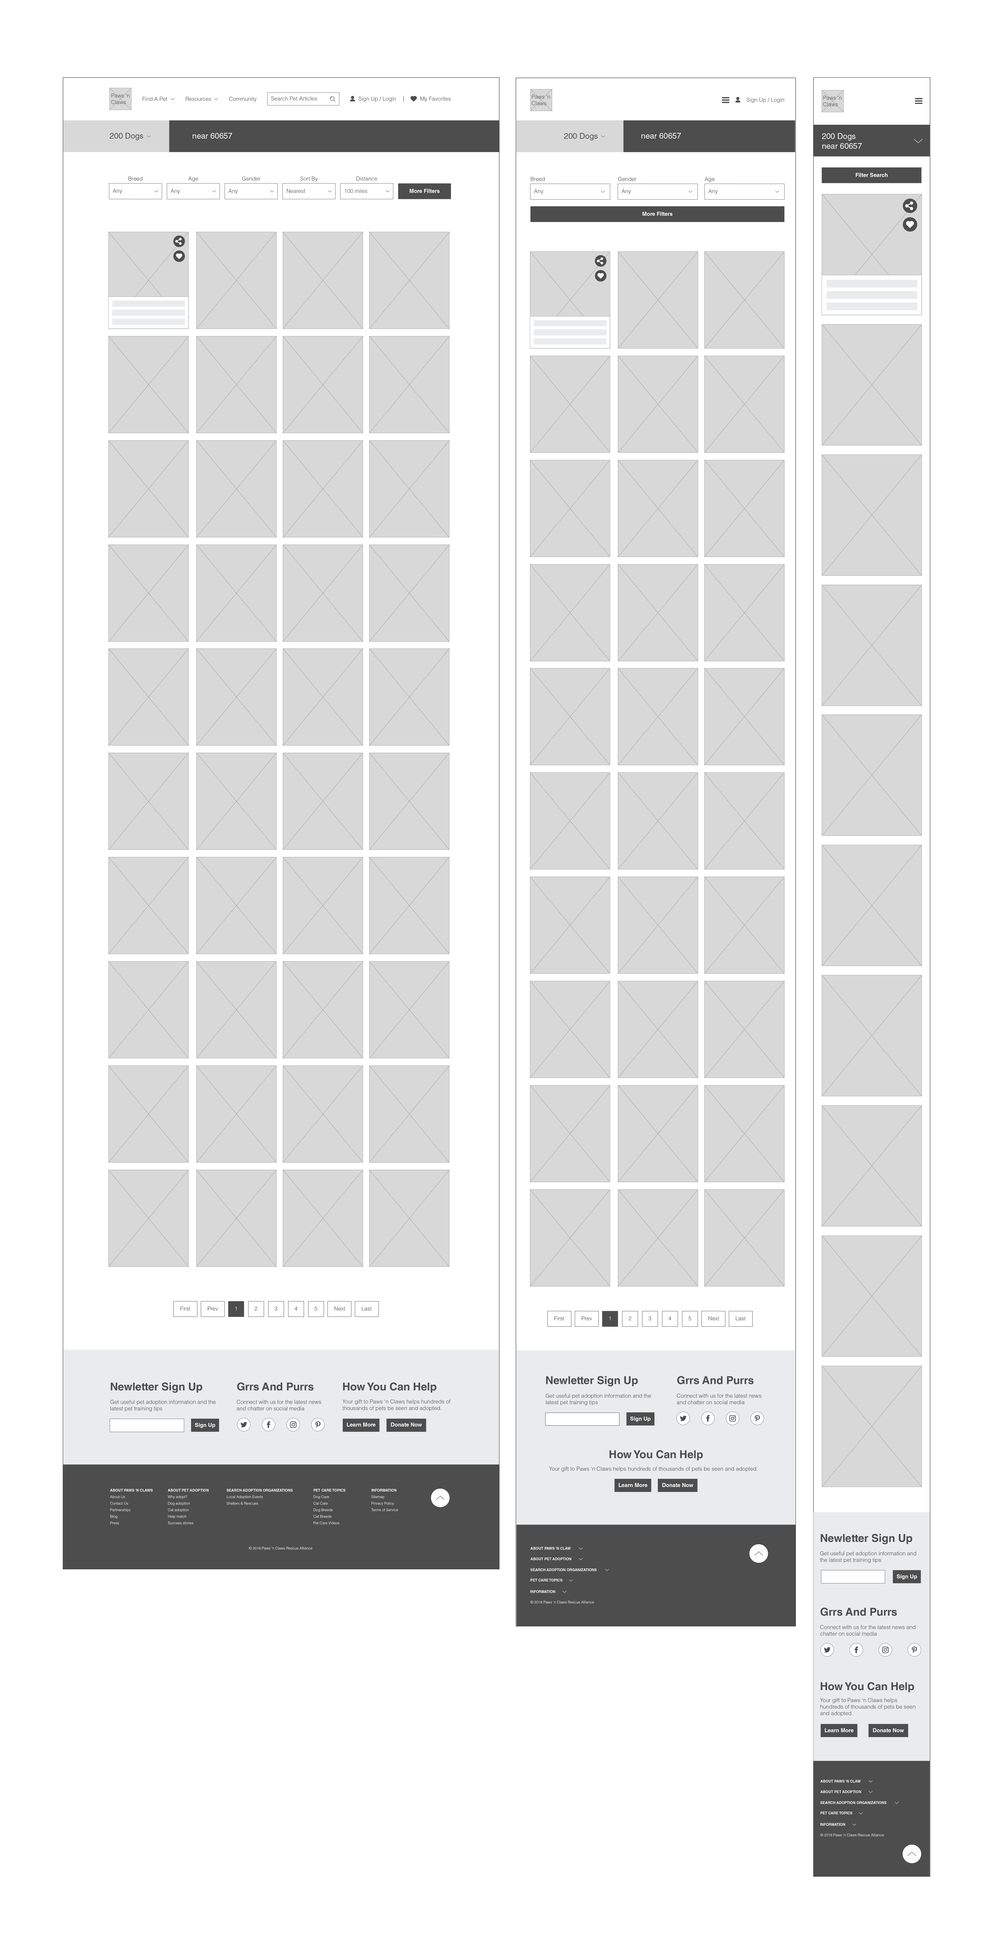 Paws 'n
Claws
Find A Pet
Resources
Community
Search Pet Articles
Sign Up / Login
|
My Favorites
200 Dogs
near 60657
Breed
Age
Gender
Sort By
Distance
Any
Any
Any
Nearest
100 miles
More Filters
First
Prev
1
2
3
4
5
Next
Last
Newletter Sign Up
Get useful pet adoption information and the
latest pet training tips
Sign Up
Grrs And Purrs
Connect with us for the latest news
and chatter on social media
How You Can Help
Your gift to Paws 'n Claws helps hundreds of
thousands of pets be seen and adopted.
Learn More
Donate Now
ABOUT PAWS 'N CLAWS
About Us
Contact Us
Partnerships
Blog
Press
ABOUT PET ADOPTION
Why adopt?
Dog adoption
Cat adoption
Help match
Success stories
SEARCH ADOPTION ORGANIZATIONS
Local Adoption Events
Shelters & Rescues
PET CARE TOPICS
Dog Care
Cat Care
Dog Breeds
Cat Breeds
Pet Care Videos
INFORMATION
Sitemap
Privacy Policy
Terms of Service
© 2018 Paws 'n Claws Rescue Alliance
Paws 'n
Claws
Sign Up / Login
200 Dogs
near 60657
Breed
Gender
Age
Any
Any
Any
More Filters
First
Prev
1
2
3
4
5
Next
Last
Newletter Sign Up
Get useful pet adoption information and the
latest pet training tips
Sign Up
Grrs And Purrs
Connect with us for the latest news
and chatter on social media
How You Can Help
Your gift to Paws 'n Claws helps hundreds of thousands of pets be seen and adopted.
Learn More
Donate Now
ABOUT PAWS 'N CLAW
ABOUT PET ADOPTION
SEARCH ADOPTION ORGANIZATIONS
PET CARE TOPICS
INFORMATION
© 2018 Paws 'n Claws Rescue Alliance
Paws 'n
Claws
200 Dogs
near 60657
Filter Search
Newletter Sign Up
Get useful pet adoption information and
the latest pet training tips
Sign Up
Grrs And Purrs
Connect with us for the latest news and
chatter on social media
How You Can Help
Your gift to Paws 'n Claws helps
hundreds of thousands of pets be seen
and adopted.
Learn More
Donate Now
ABOUT PAWS 'N CLAW
ABOUT PET ADOPTION
SEARCH ADOPTION ORGANIZATIONS
PET CARE TOPICS
INFORMATION
© 2018 Paws 'n Claws Rescue Alliance